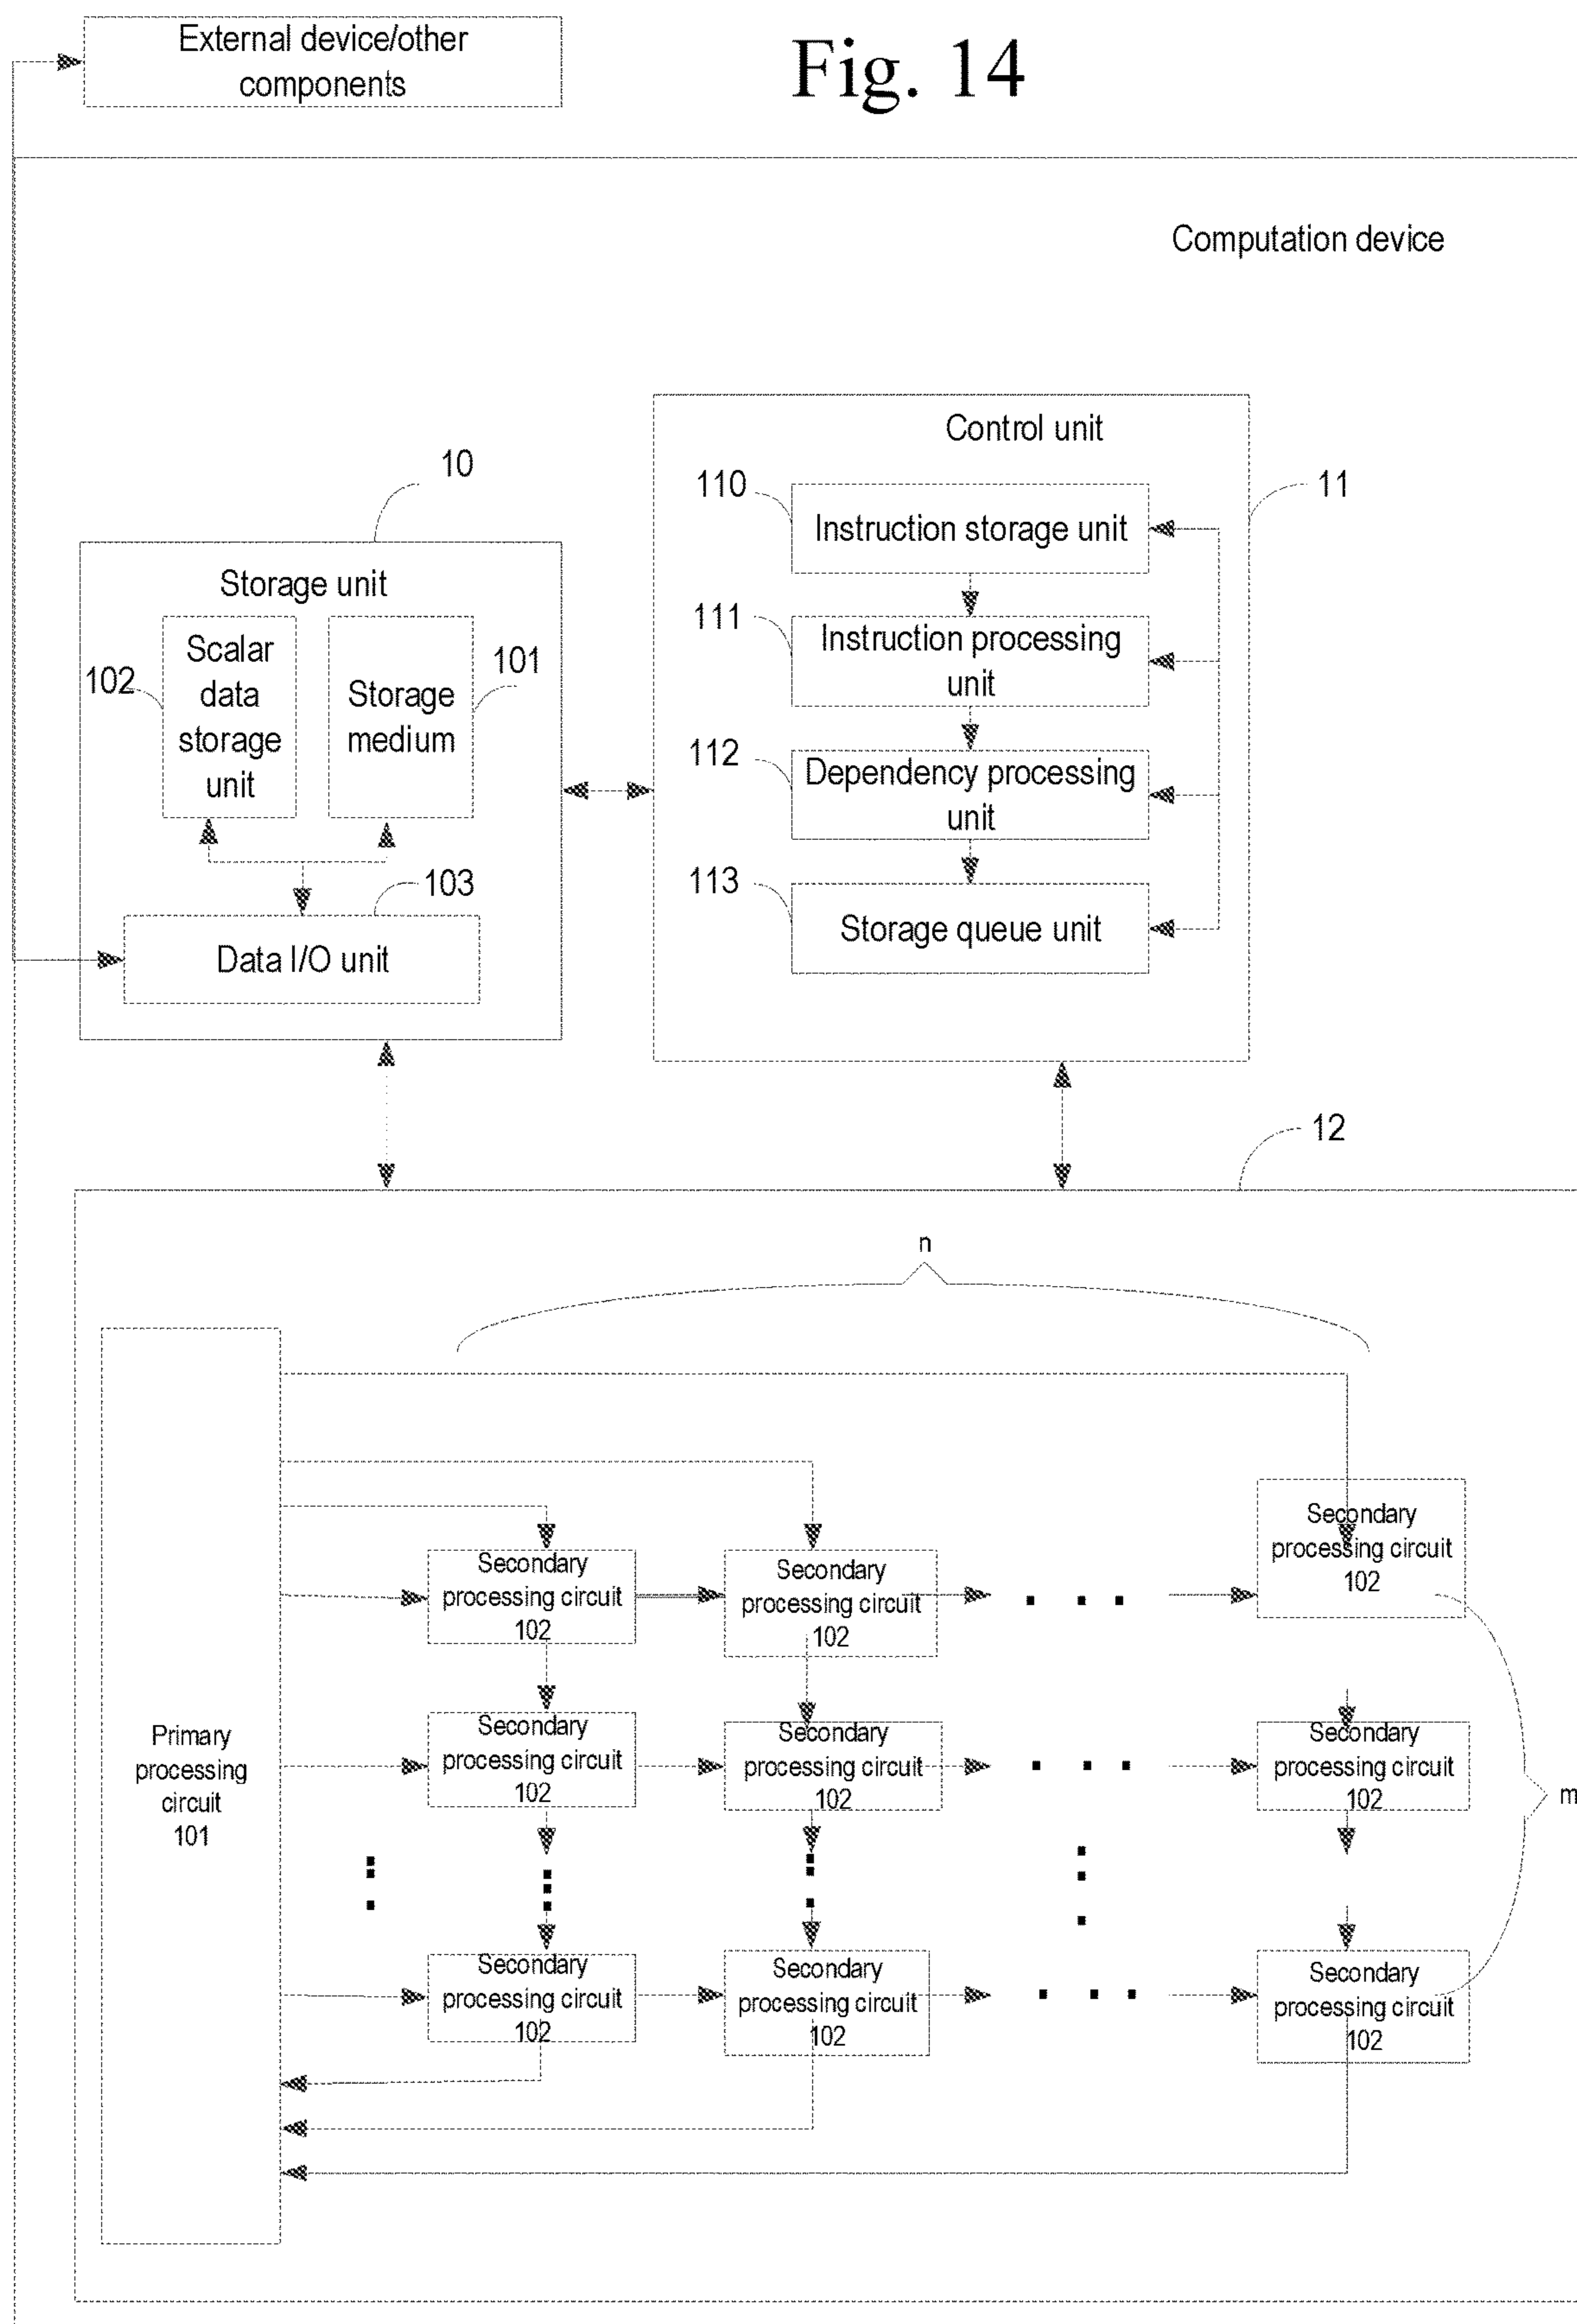 External device/other
components
Fig. 14
Computation device
Control unit
10
110
Instruction storage unit
11
Storage unit
111
Instruction processing
unit
102
Scalar
data
storage
unit
101
Storage
medium
112
Dependency processing
unit
103
113
Storage queue unit
Data I/O unit
12
n
Secondary
processing circuit
102
Secondary
processing circuit
102
Secondary
processing circuit
102
Primary
processing
circuit
101
Secondary
processing circuit
102
Secondary
processing circuit
102
Secondary
processing circuit
102
m
Secondary
processing circuit
102
Secondary
processing circuit
102
Secondary
processing circuit
102